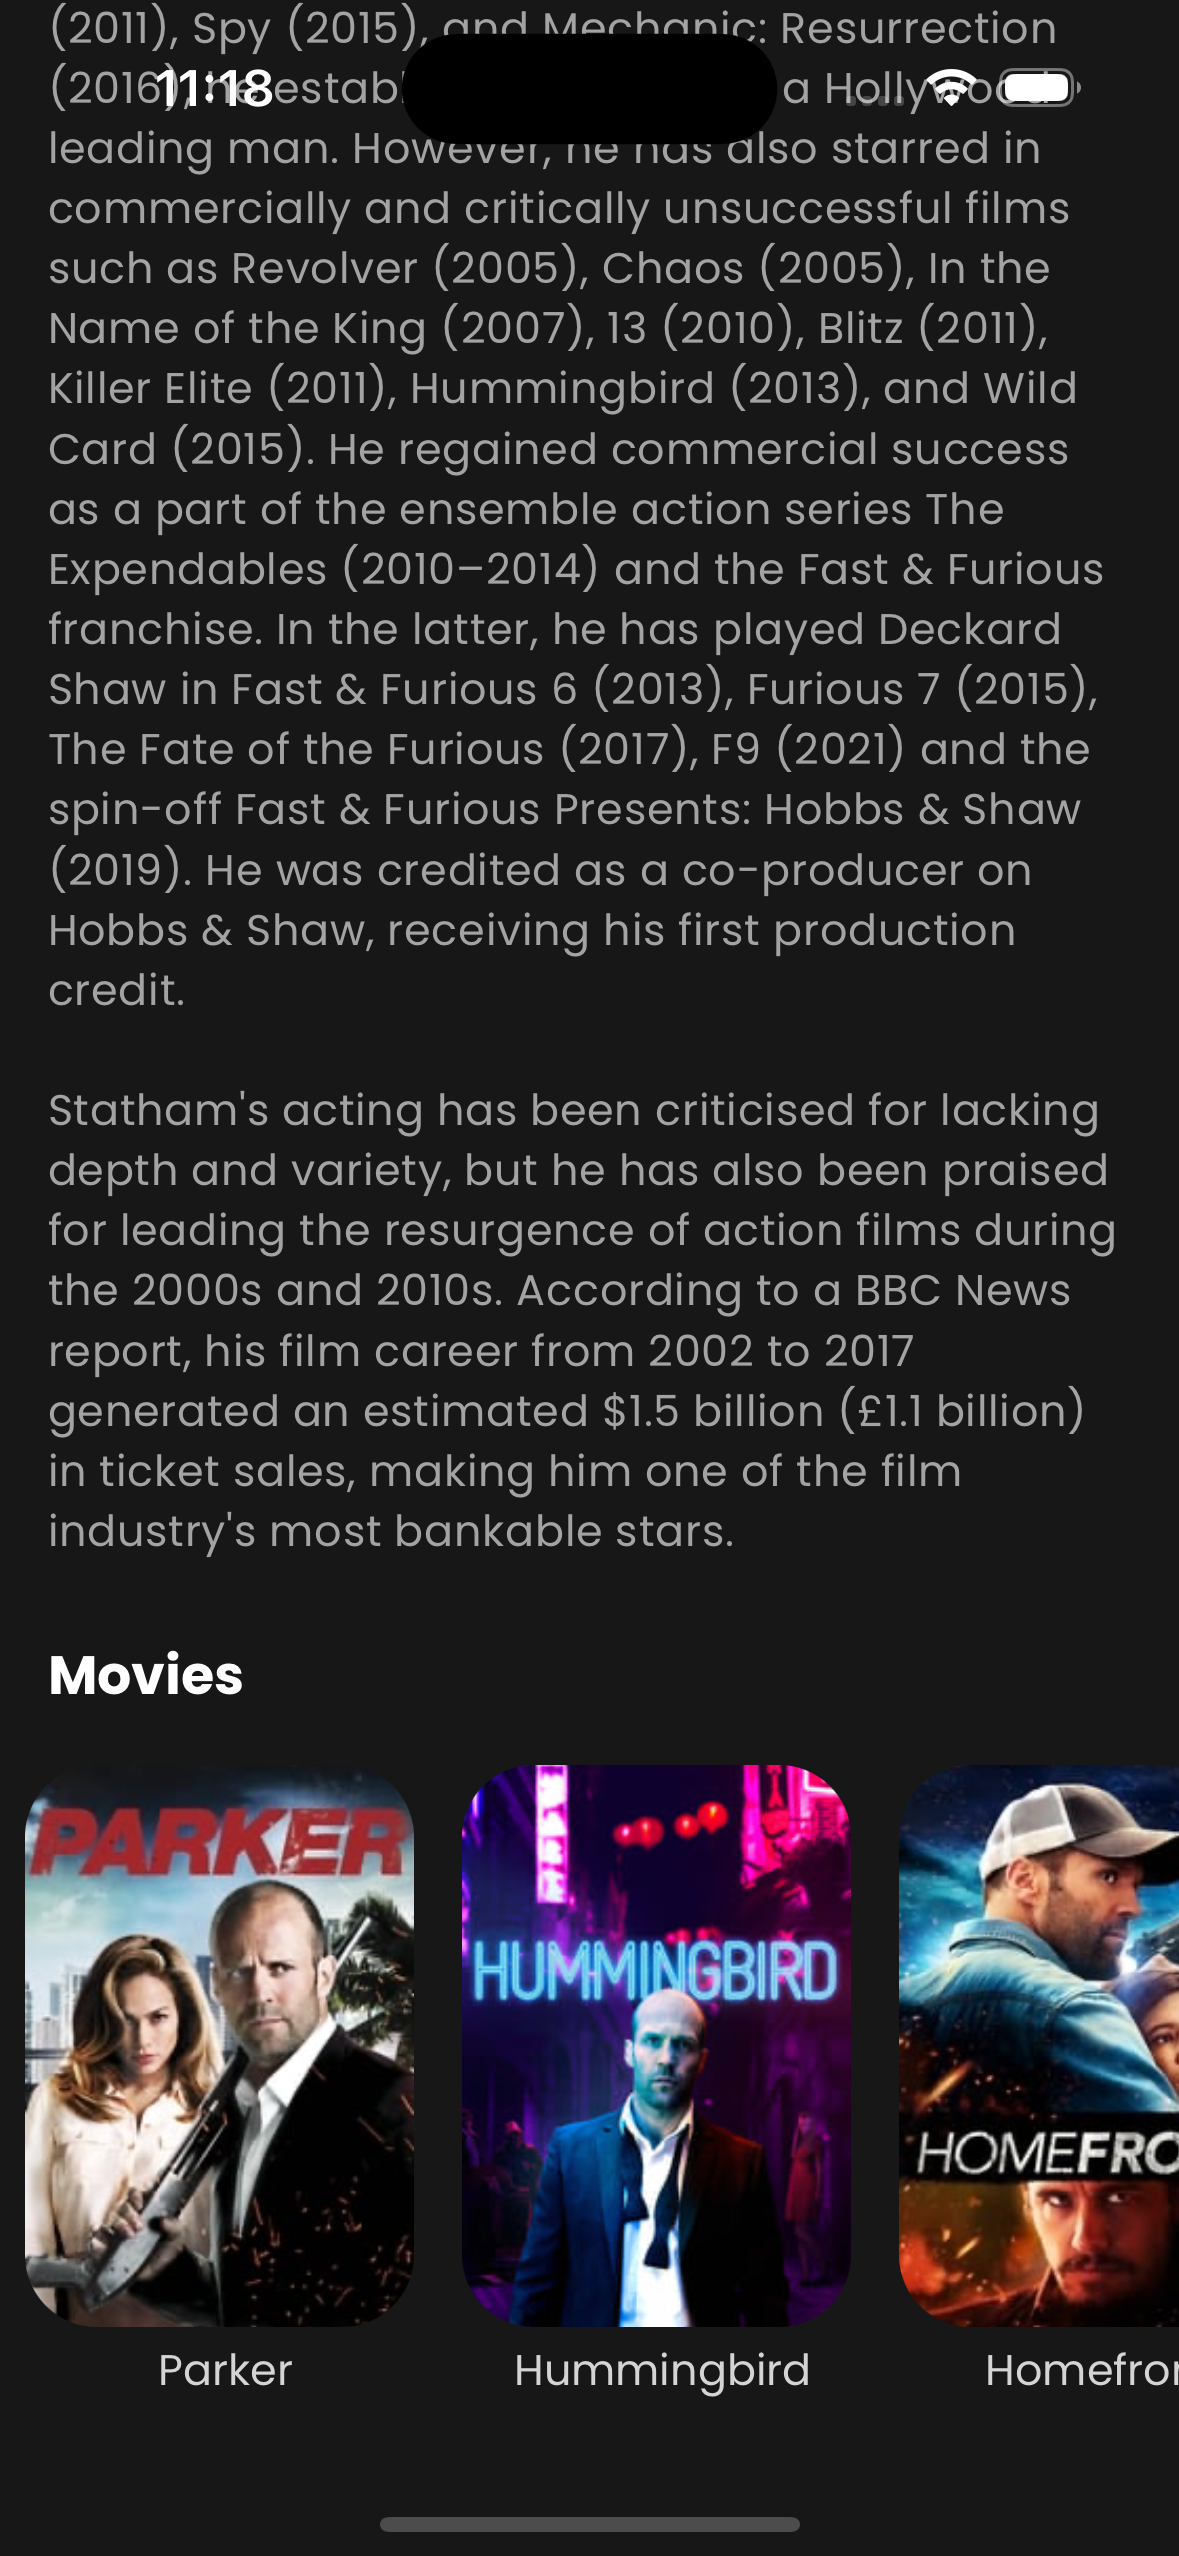 (2011), Spy (2015), and Mechanic: Resurrection
11:18
(2016), he establ a Hollywood
leading man. However, he has also starred in
commercially and critically unsuccessful films
such as Revolver (2005), Chaos (2005), In the
Name of the King (2007), 13 (2010), Blitz (2011),
Killer Elite (2011), Hummingbird (2013), and Wild
Card (2015). He regained commercial success
as a part of the ensemble action series The
Expendables (2010–2014) and the Fast & Furious
franchise. In the latter, he has played Deckard
Shaw in Fast & Furious 6 (2013), Furious 7 (2015),
The Fate of the Furious (2017), F9 (2021) and the
spin-off Fast & Furious Presents: Hobbs & Shaw
(2019). He was credited as a co-producer on
Hobbs & Shaw, receiving his first production
credit.
Statham's acting has been criticised for lacking
depth and variety, but he has also been praised
for leading the resurgence of action films during
the 2000s and 2010s. According to a BBC News
report, his film career from 2002 to 2017
generated an estimated $1.5 billion (£1.1 billion)
in ticket sales, making him one of the film
industry's most bankable stars.
Movies
PARKER
HUMMINGBIRD
HOMEFRO
Parker
Hummingbird
Homefron